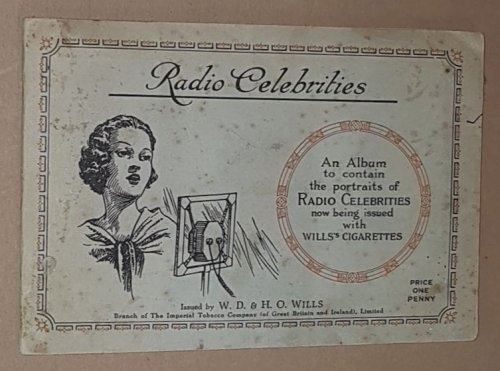 Radio Celebrities
An Album
to contain
the portraits of
RADIO CELEBRITIES
now being issued
with
WILLS'S CIGARETTES
PRICE
ONE
PENNY
Issued by W. D. & H. O. WILLS
Branch of The Imperial Tobacco Company (of Great Britain and Ireland), Limited